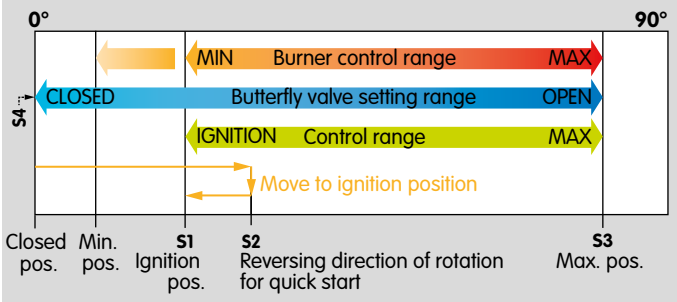 0° 90°
MIN Burner control range MAX
S4 CLOSED Butterfly valve setting range OPEN
IGNITION Control range MAX
Move to ignition position
Closed pos. Min. pos. S1 Ignition pos. S2 Reversing direction of rotation for quick start S3 Max. pos.